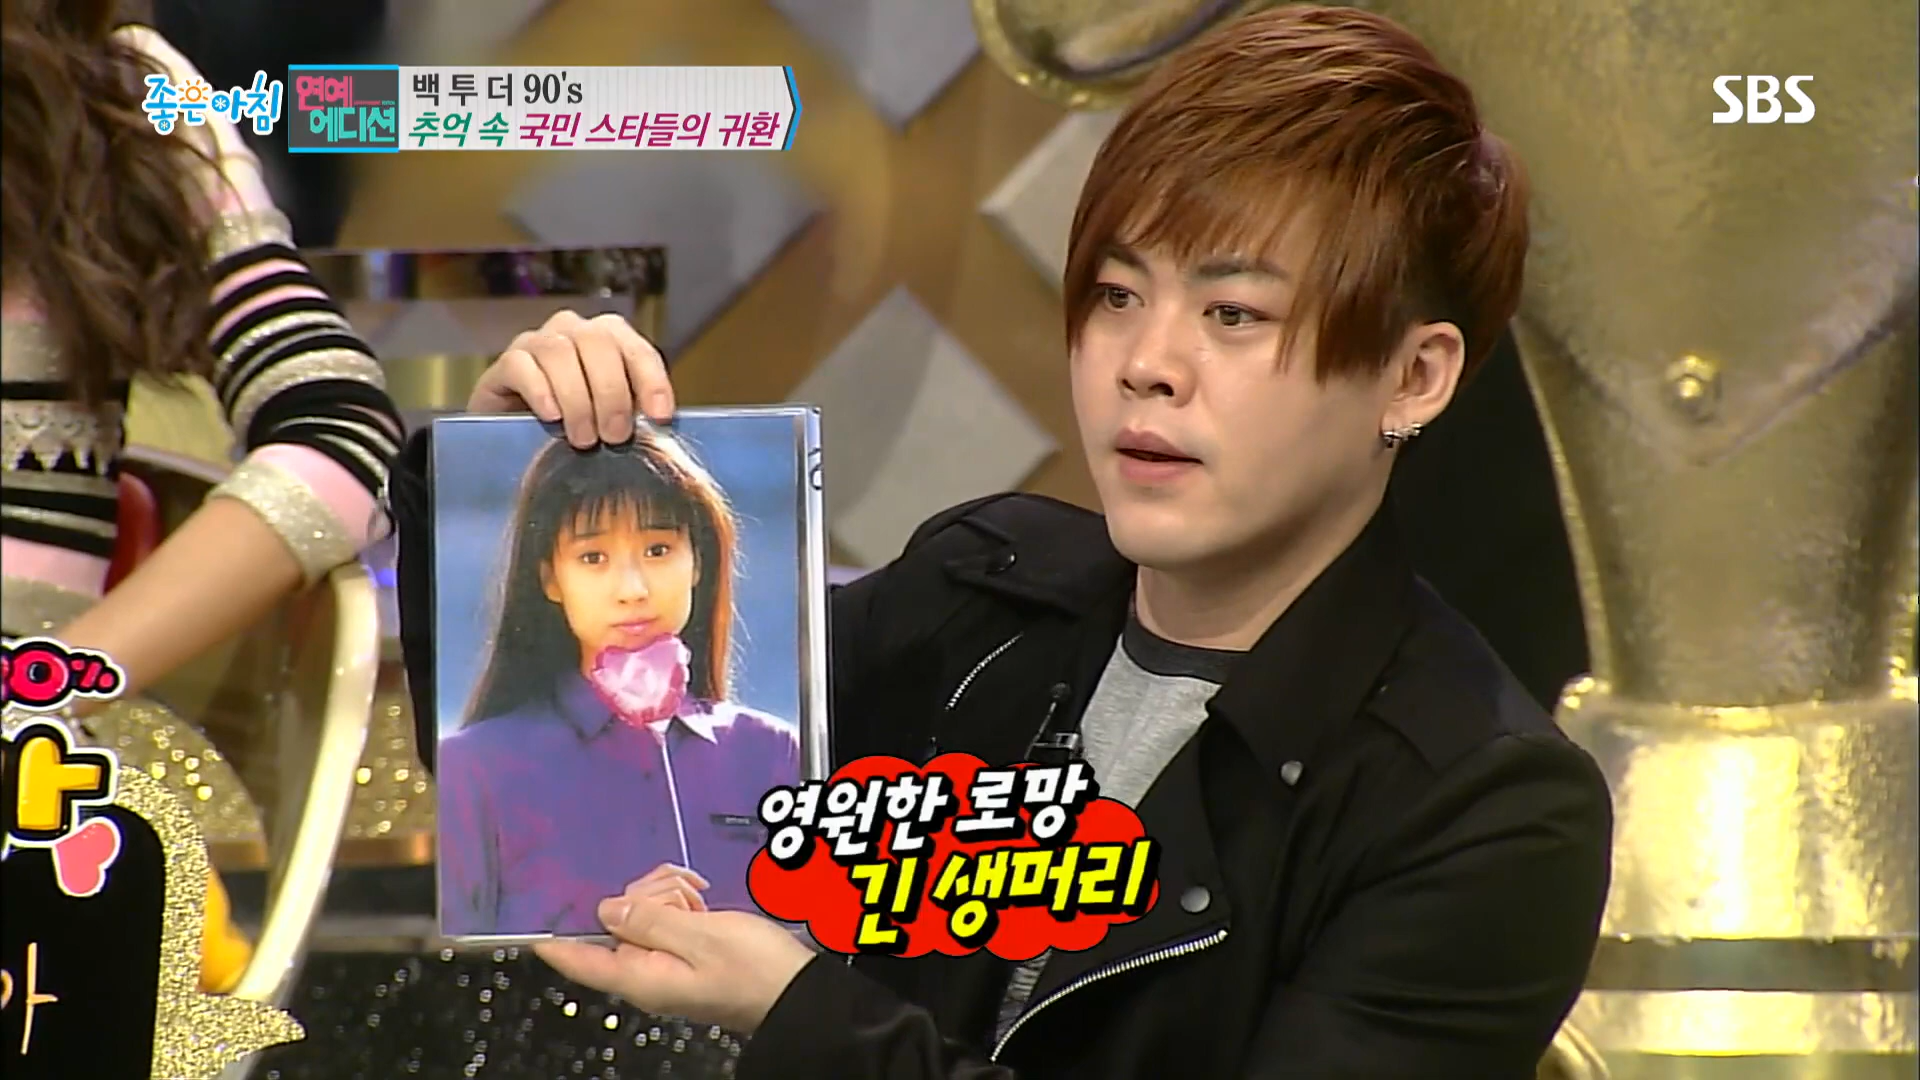 좋은아침
연예
에디션
백 투 더 90's
추억 속 국민 스타들의 귀환
SBS
영원한 로망
긴 생머리